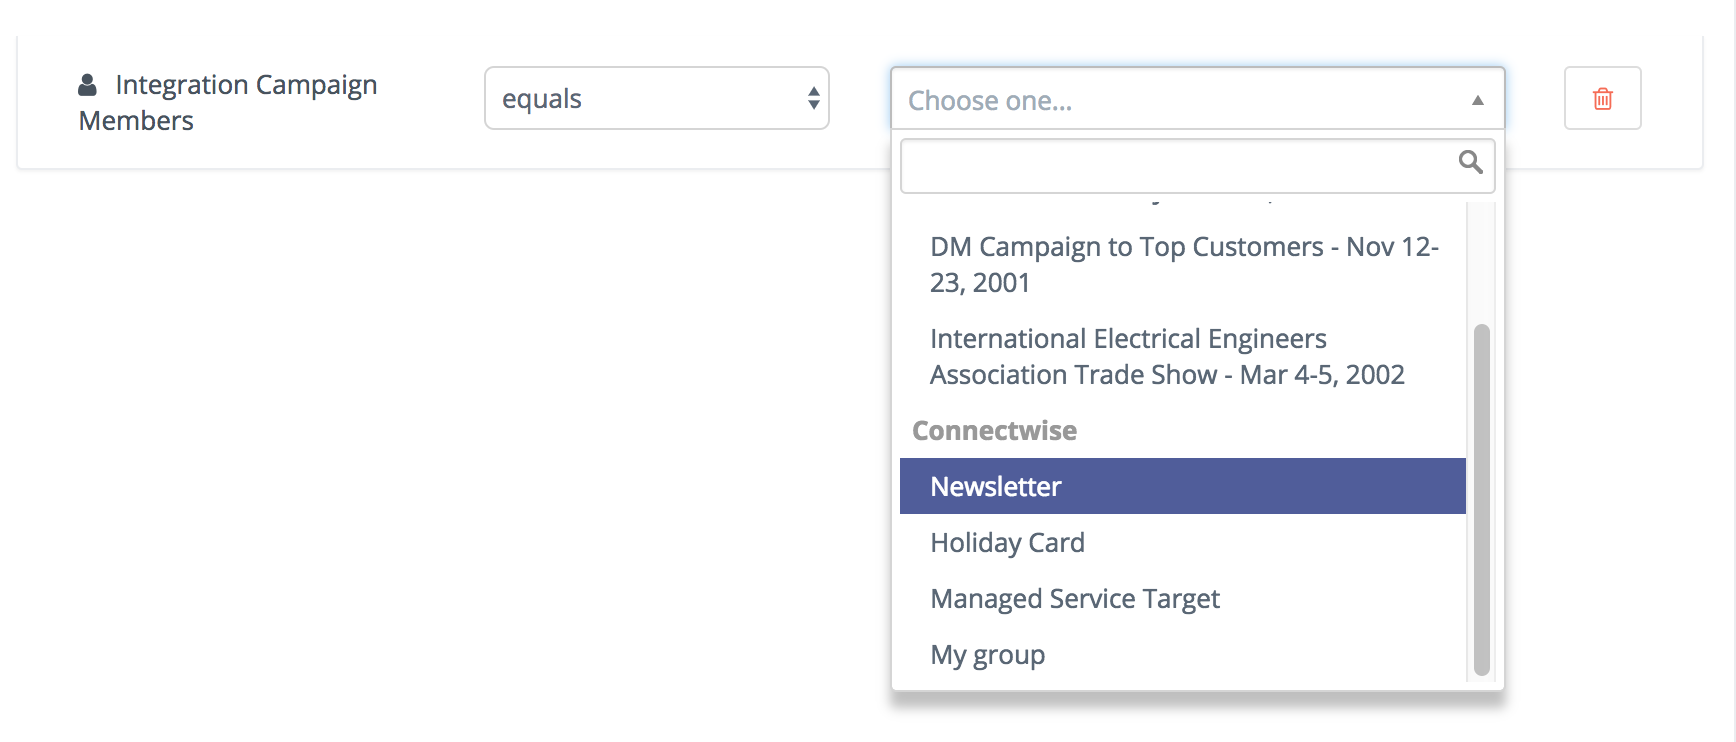 Integration Campaign
Members
equals
Choose one...
DM Campaign to Top Customers - Nov 12-
23, 2001
International Electrical Engineers
Association Trade Show - Mar 4-5, 2002
Connectwise
Newsletter
Holiday Card
Managed Service Target
My group